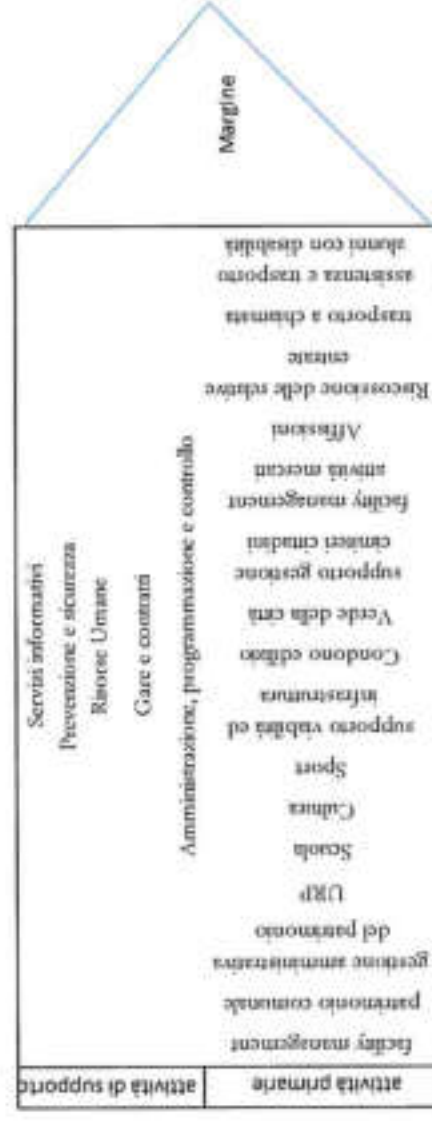 attività di supporto
Servizi informativi
Prevenzione e sicurezza
Risorse Umane
Gare e contratti
Amministrazione, programmazione e controllo
attività primarie
facility management
patrimonio comunale
gestione amministrativa
del patrimonio
URP
Scuola
Cultura
Sport
supporto viabilità ed
infrastruttura
Condono edilizio
Verde della città
supporto gestione
cimiteri cittadini
facility management
attività mercati
Affissioni
Riscossione delle relative
entrate
trasporto a chiamata
assistenza e trasporto
alunni con disabilità
Margine